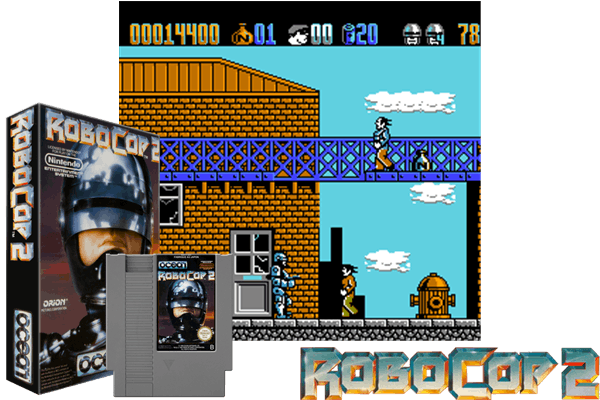 00014400 N 01 00 20 78
ROBOCOP 2
Nintendo
ENTERTAINMENT
SYSTEM
ROBOCOP 2
ORION
ocean
ocean
ocean
ROBOCOP 2
ROBOCOP 2